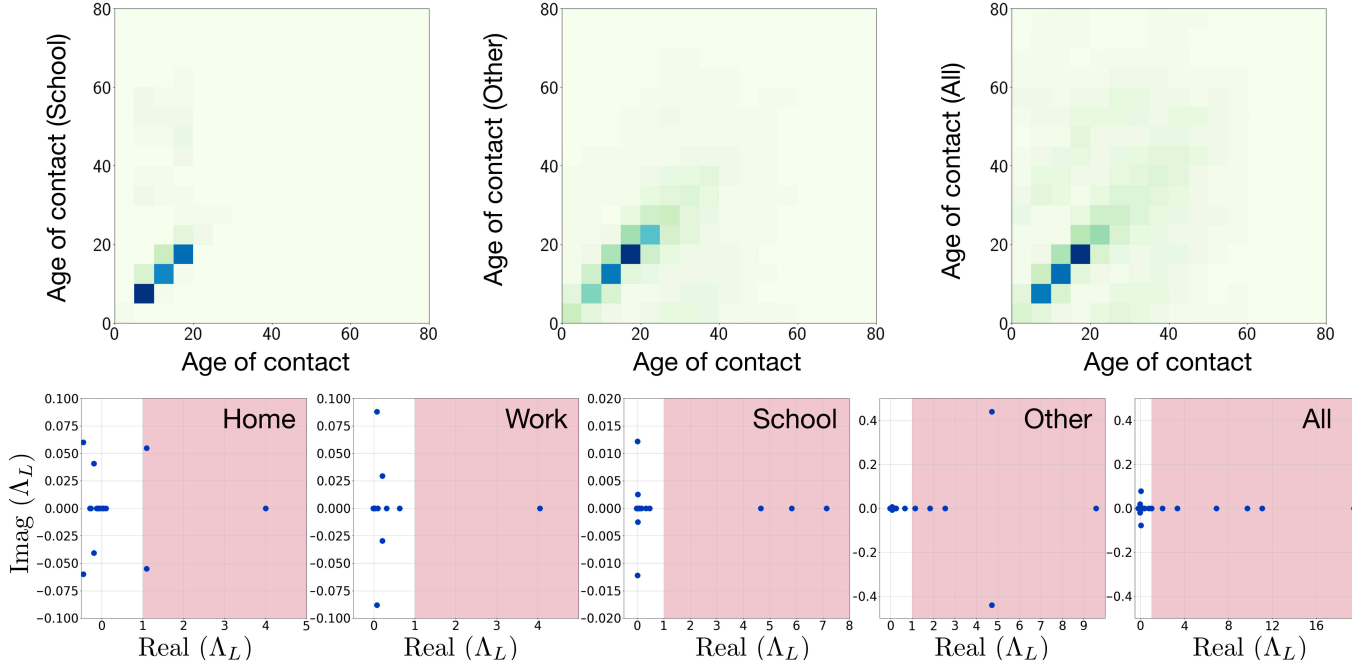 80
60
40
20
0
0 20 40 60 80
Age of contact (School)
Age of contact
80
60
40
20
0
0 20 40 60 80
Age of contact (Other)
Age of contact
80
60
40
20
0
0 20 40 60 80
Age of contact (All)
Age of contact
Imag (Λ_L)
0.100
0.075
0.050
0.025
0.000
−0.025
−0.050
−0.075
−0.100
Home
0 1 2 3 4 5
Real (Λ_L)
0.100
0.075
0.050
0.025
0.000
−0.025
−0.050
−0.075
−0.100
Work
0 1 2 3 4
Real (Λ_L)
0.020
0.015
0.010
0.005
0.000
−0.005
−0.010
−0.015
−0.020
School
0 1 2 3 4 5 6 7 8
Real (Λ_L)
0.4
0.2
0.0
−0.2
−0.4
Other
0 1 2 3 4 5 6 7 8 9
Real (Λ_L)
0.4
0.2
0.0
−0.2
−0.4
All
0 4 8 12 16
Real (Λ_L)